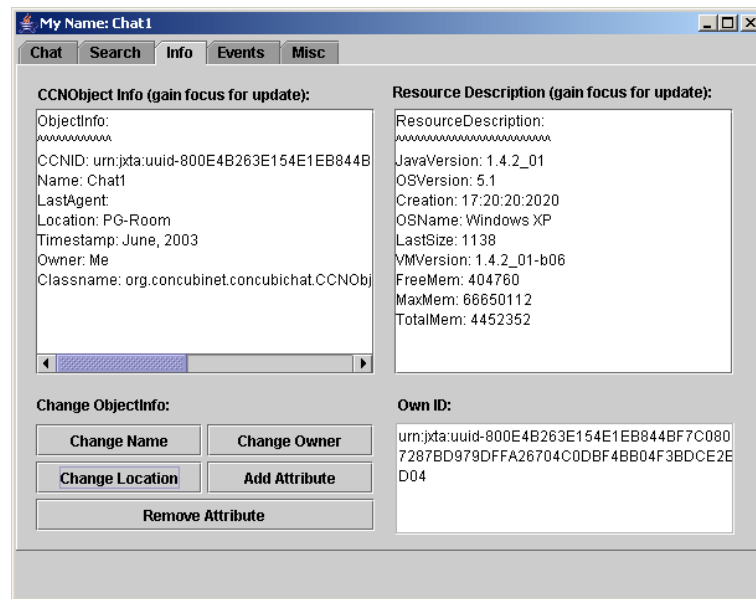 My Name: Chat1
Chat Search Info Events Misc
CCNObject Info (gain focus for update):
ObjectInfo:
^^^^^^^^^^^^
CCNID: urn:jxta:uuid-800E4B263E154E1EB844B
Name: Chat1
LastAgent:
Location: PG-Room
Timestamp: June, 2003
Owner: Me
Classname: org.concubinet.concubichat.CCNObj
Resource Description (gain focus for update):
ResourceDescription:
^^^^^^^^^^^^^^^^^^^^^^^^^
JavaVersion: 1.4.2_01
OSVersion: 5.1
Creation: 17:20:20:2020
OSName: Windows XP
LastSize: 1138
VMVersion: 1.4.2_01-b06
FreeMem: 404760
MaxMem: 66650112
TotalMem: 4452352
Change ObjectInfo:
Change Name Change Owner
Change Location Add Attribute
Remove Attribute
Own ID:
urn:jxta:uuid-800E4B263E154E1EB844BF7C080
7287BD979DFFA26704C0DBF4BB04F3BDCE2E
D04